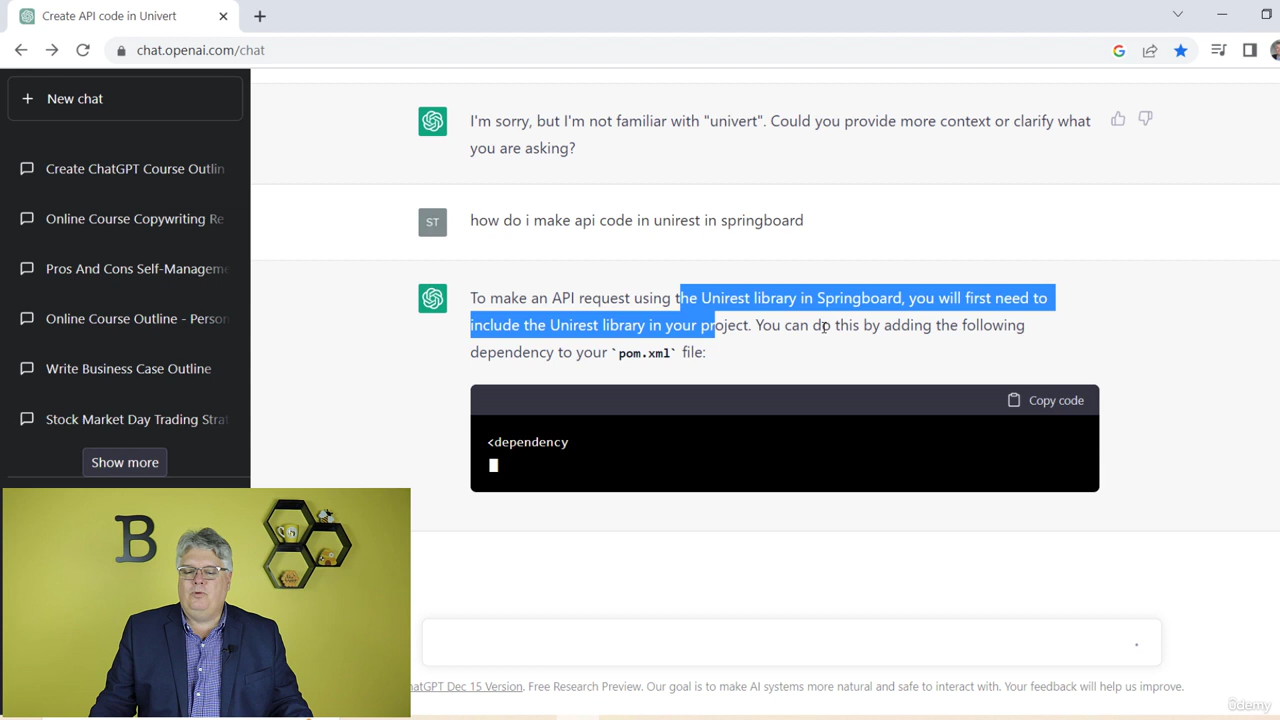 Create API code in Univert
chat.openai.com/chat
New chat
I'm sorry, but I'm not familiar with "univert". Could you provide more context or clarify what
you are asking?
Create ChatGPT Course Outlin
Online Course Copywriting Re
ST
how do i make api code in unirest in springboard
Pros And Cons Self-Managem
To make an API request using the Unirest library in Springboard, you will first need to
Online Course Outline - Person
include the Unirest library in your project. You can do this by adding the following
dependency to your `pom.xml` file:
Write Business Case Outline
Copy code
Stock Market Day Trading Stra
<dependency
Show more
B
hatGPT Dec 15 Version. Free Research Preview. Our goal is to make AI systems more natural and safe to interact with. Your feedback will help us improve.
ûdemy